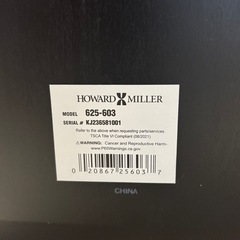 HOWARD MILLER
MODEL 625-603
SERIAL # KJ236581001
Refer to the above when requesting parts/services
TSCA Title VI Compliant (08/2021)
WARNING: Cancer and Reproductive Harm-
www.P65Warnings.ca.gov
0 20867 25603 7
CHINA